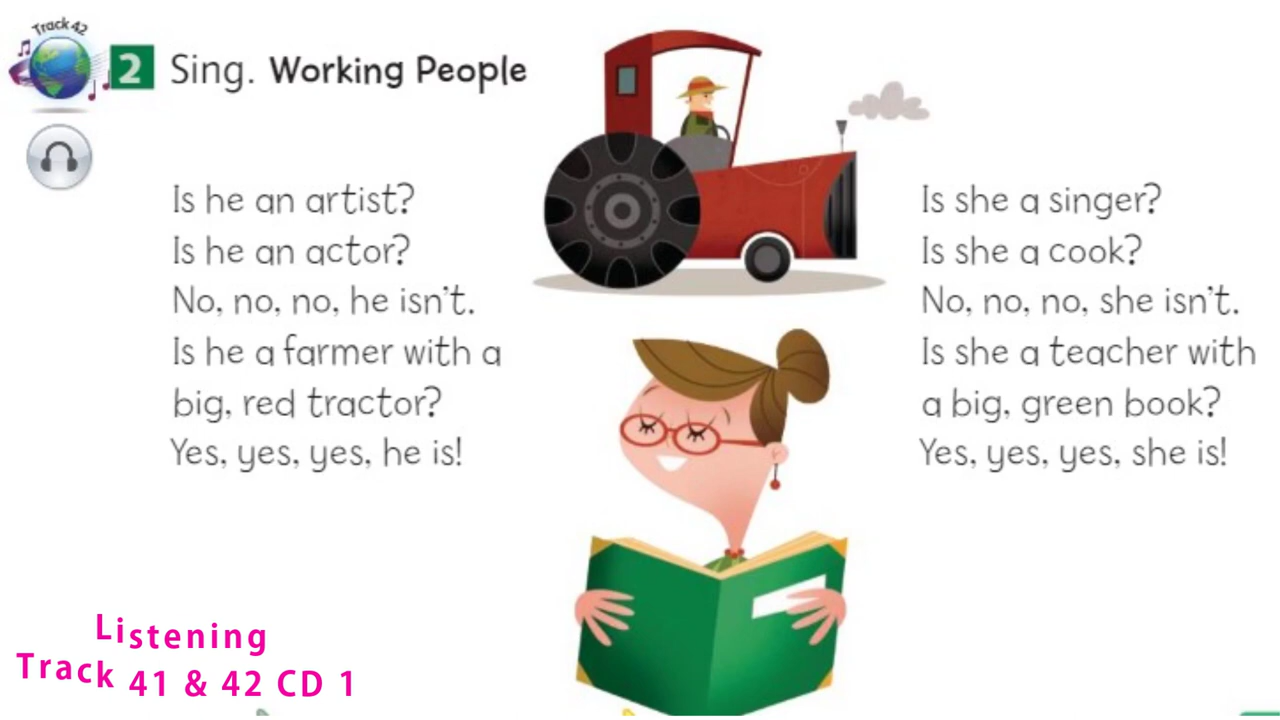 Track 42
2 Sing. Working People
Is he an artist?
Is he an actor?
No, no, no, he isn't.
Is he a farmer with a
big, red tractor?
Yes, yes, yes, he is!
Is she a singer?
Is she a cook?
No, no, no, she isn't.
Is she a teacher with
a big, green book?
Yes, yes, yes, she is!
Listening
Track 41 & 42 CD 1